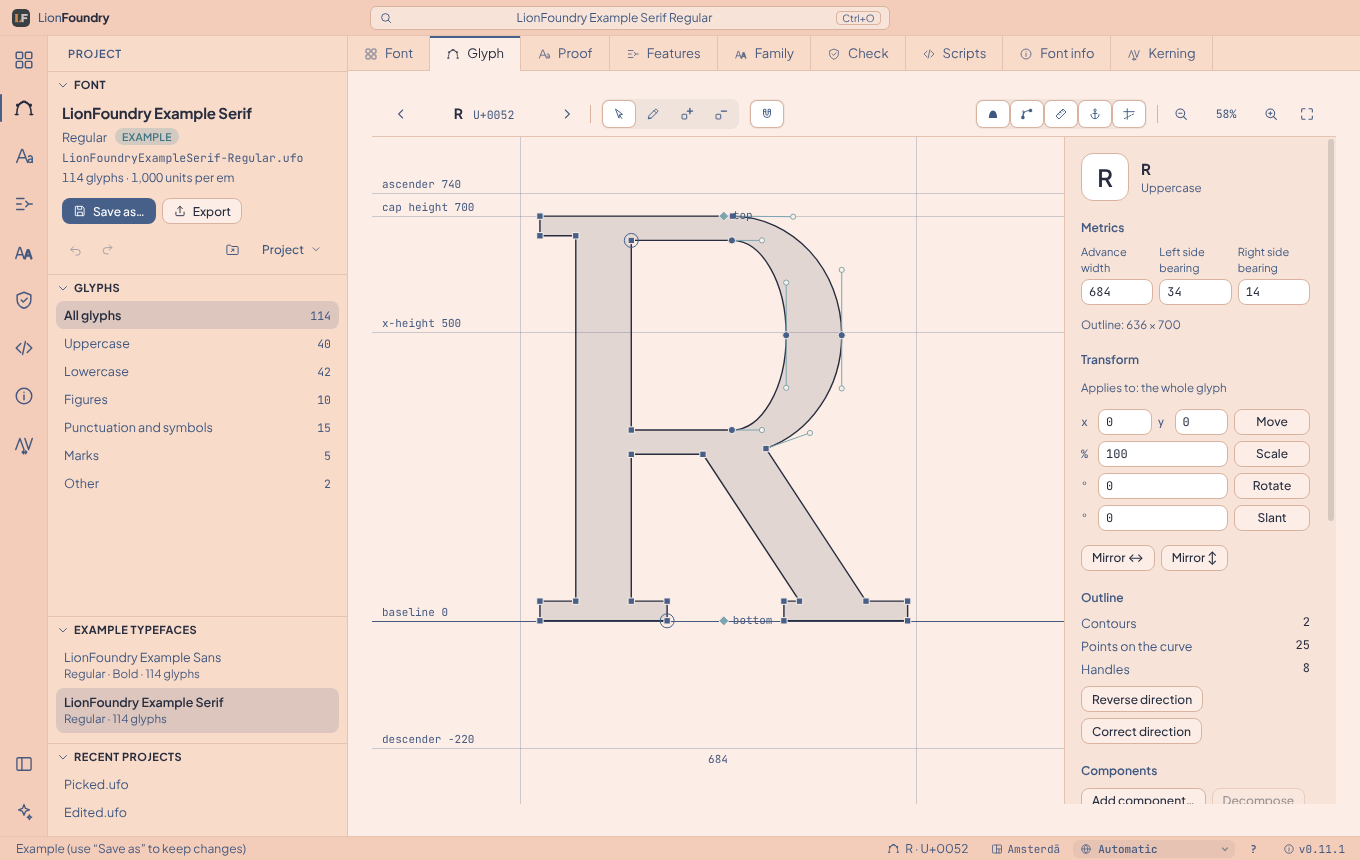 LF LionFoundry
LionFoundry Example Serif Regular Ctrl+O
PROJECT
Font Glyph Proof Features Family Check Scripts Font info Kerning
FONT
LionFoundry Example Serif
Regular EXAMPLE
LionFoundryExampleSerif-Regular.ufo
114 glyphs · 1,000 units per em
Save as… Export
Project
GLYPHS
All glyphs 114
Uppercase 40
Lowercase 42
Figures 10
Punctuation and symbols 15
Marks 5
Other 2
EXAMPLE TYPEFACES
LionFoundry Example Sans
Regular · Bold · 114 glyphs
LionFoundry Example Serif
Regular · 114 glyphs
RECENT PROJECTS
Picked.ufo
Edited.ufo
R U+0052
58%
ascender 740
cap height 700
top
x-height 500
baseline 0
bottom
descender -220
684
R R
Uppercase
Metrics
Advance width Left side bearing Right side bearing
684 34 14
Outline: 636 × 700
Transform
Applies to: the whole glyph
x 0 y 0 Move
% 100 Scale
° 0 Rotate
° 0 Slant
Mirror ↔ Mirror ↕
Outline
Contours 2
Points on the curve 25
Handles 8
Reverse direction
Correct direction
Components
Add component… Decompose
Example (use “Save as” to keep changes)
R · U+0052 Amsterdã Automatic ? v0.11.1